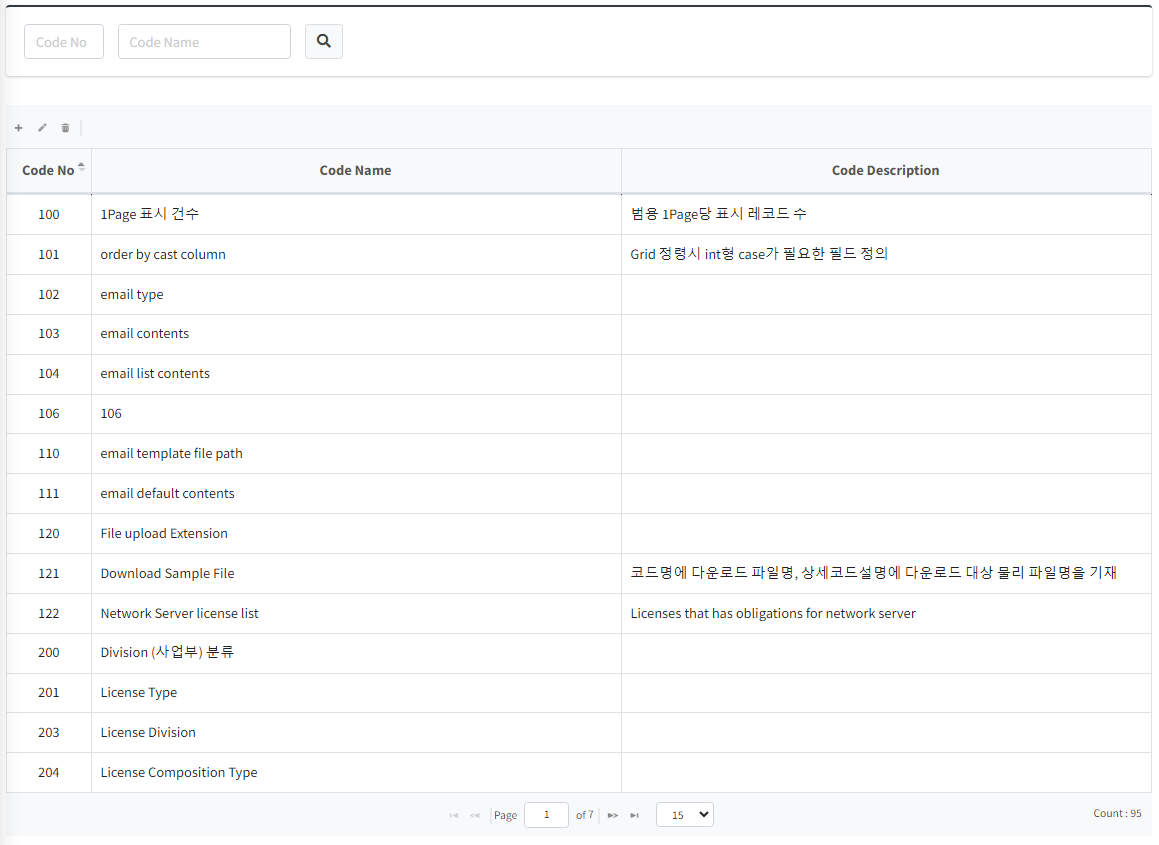 Code No Code Name
Code No Code Name Code Description
100 1Page 표시 건수 범용 1Page당 표시 레코드 수
101 order by cast column Grid 정령시 int형 case가 필요한 필드 정의
102 email type
103 email contents
104 email list contents
106 106
110 email template file path
111 email default contents
120 File upload Extension
121 Download Sample File 코드명에 다운로드 파일명, 상세코드설명에 다운로드 대상 물리 파일명을 기재
122 Network Server license list Licenses that has obligations for network server
200 Division (사업부) 분류
201 License Type
203 License Division
204 License Composition Type
Page 1 of 7 15 Count : 95